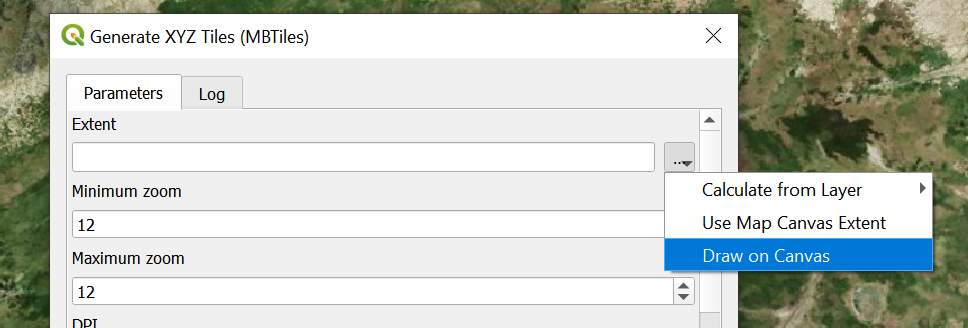 Generate XYZ Tiles (MBTiles)
Parameters
Log
Extent
...
Minimum zoom
12
Maximum zoom
12
DPI
Calculate from Layer
Use Map Canvas Extent
Draw on Canvas